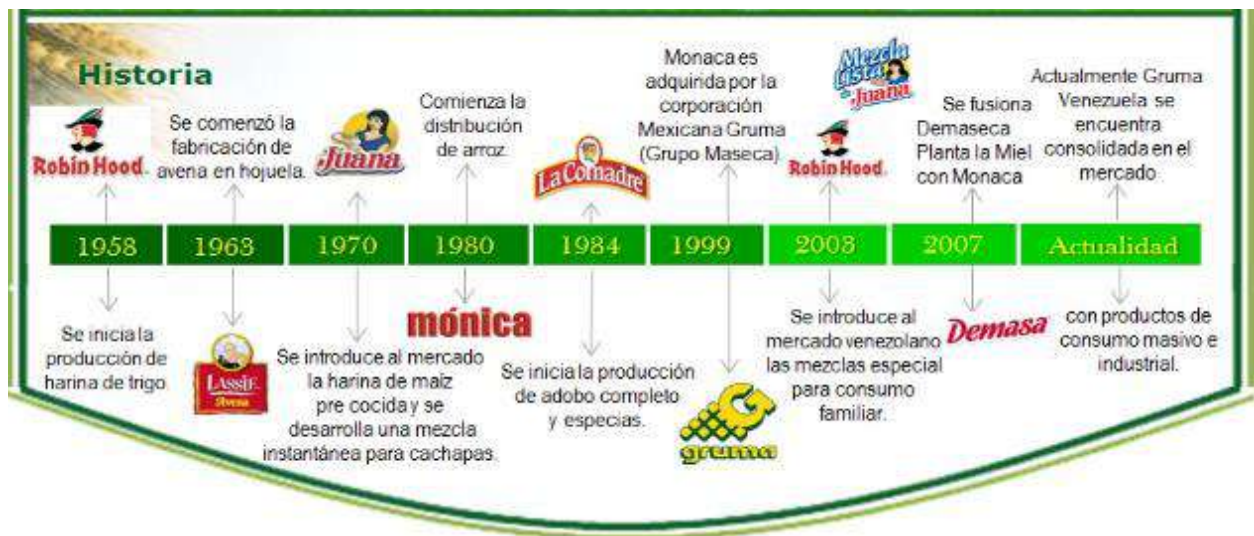 Historia
Robin Hood
Se comenzó la
fabricación de
avena en hojuela.
Juana
Comienza la
distribución
de arroz.
La Comadre
Monaca es
adquirida por la
corporación
Mexicana Gruma
(Grupo Maseca)
Mezcla
Lista
de Juana
Robin Hood
Se fusiona
Demaseca
Planta la Miel
con Monaca
Actualmente Gruma
Venezuela se
encuentra
consolidada en el
mercado
1958
1963
1970
1980
1984
1999
2003
2007
Actualidad
Se inicia la
producción de
harina de trigo
LASSIE
Avena
Se introduce al mercado
la harina de maíz
pre cocida y se
desarrolla una mezcla
instantánea para cachapas.
mónica
Se inicia la producción
de adobo completo
y especias.
gruma
Se introduce al
mercado venezolano
las mezclas especial
para consumo
familiar.
Demasa
con productos de
consumo masivo e
industrial.